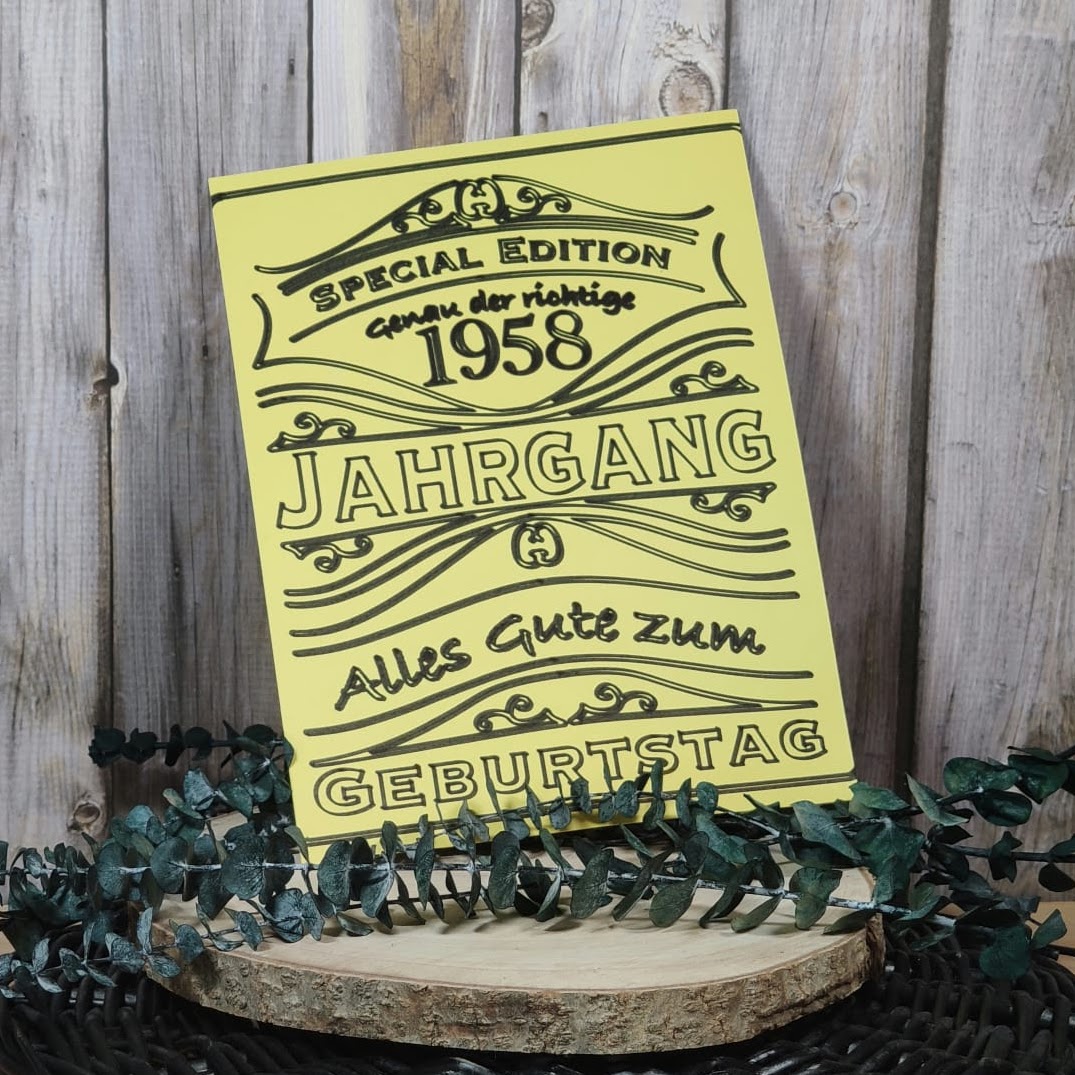 Special Edition
Genau der richtige
1958
Jahrgang
Alles Gute zum
Geburtstag